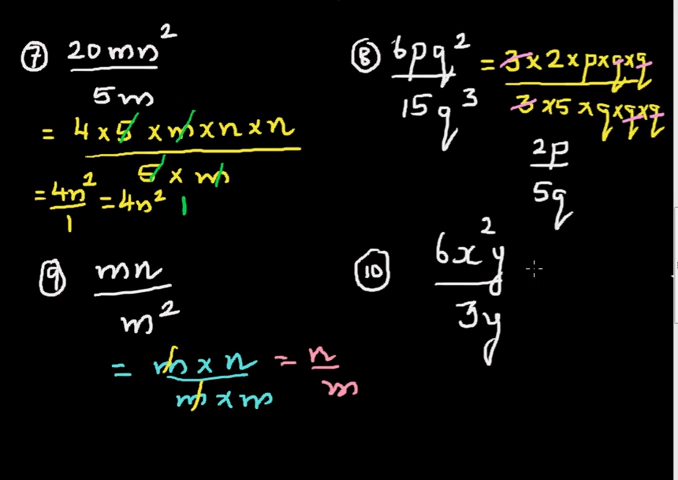 ⑦ 20mn² / 5m
= 4 × 5 × m × n × n / 5 × m
= 4n² / 1 = 4n² 1
⑧ 6pq² / 15q³ = 3 × 2 × p × q × q / 3 × 5 × q × q × q
2p / 5q
⑨ mn / m²
= m × n / m × m = n / m
⑩ 6x²y / 3y